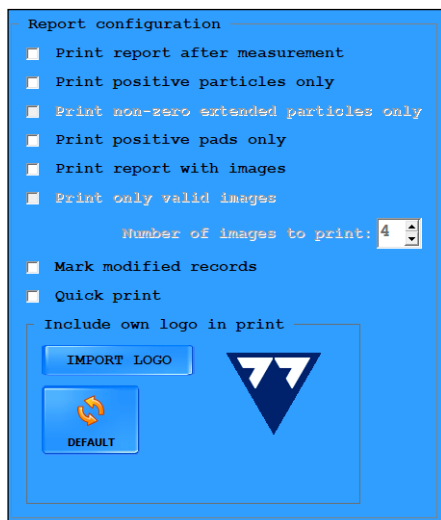 Report configuration
Print report after measurement
Print positive particles only
Print non-zero extended particles only
Print positive pads only
Print report with images
Print only valid images
Number of images to print: 4
Mark modified records
Quick print
Include own logo in print
IMPORT LOGO
DEFAULT